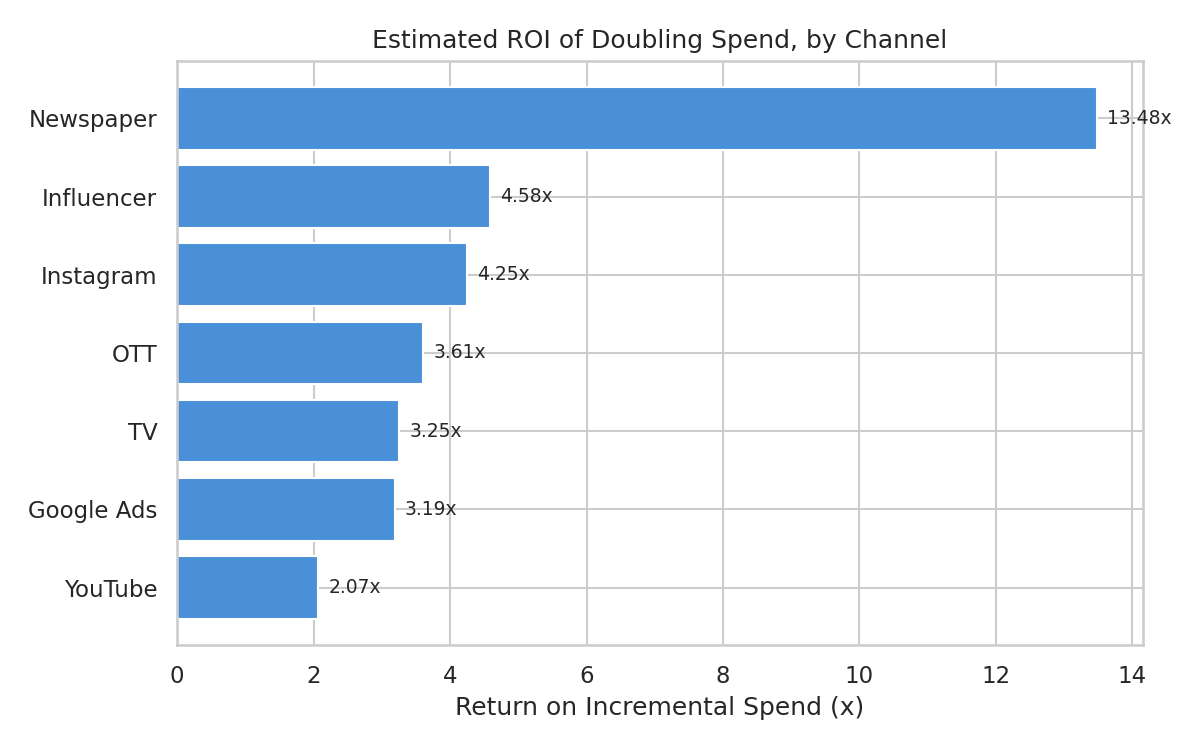 Estimated ROI of Doubling Spend, by Channel
Newspaper 13.48x
Influencer 4.58x
Instagram 4.25x
OTT 3.61x
TV 3.25x
Google Ads 3.19x
YouTube 2.07x
0 2 4 6 8 10 12 14
Return on Incremental Spend (x)